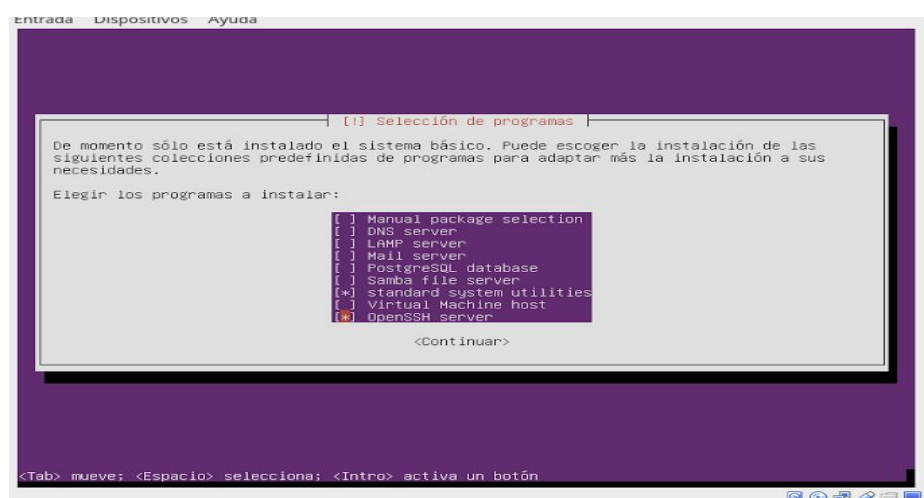 Entrada Dispositivos Ayuda
[!] Selección de programas
De momento sólo está instalado el sistema básico. Puede escoger la instalación de las
siguientes colecciones predefinidas de programas para adaptar más la instalación a sus
necesidades.
Elegir los programas a instalar:
[ ] Manual package selection
[ ] DNS server
[ ] LAMP server
[ ] Mail server
[ ] PostgreSQL database
[ ] Samba file server
[*] standard system utilities
[ ] Virtual Machine host
[*] OpenSSH server
<Continuar>
<Tab> mueve; <Espacio> selecciona; <Intro> activa un botón